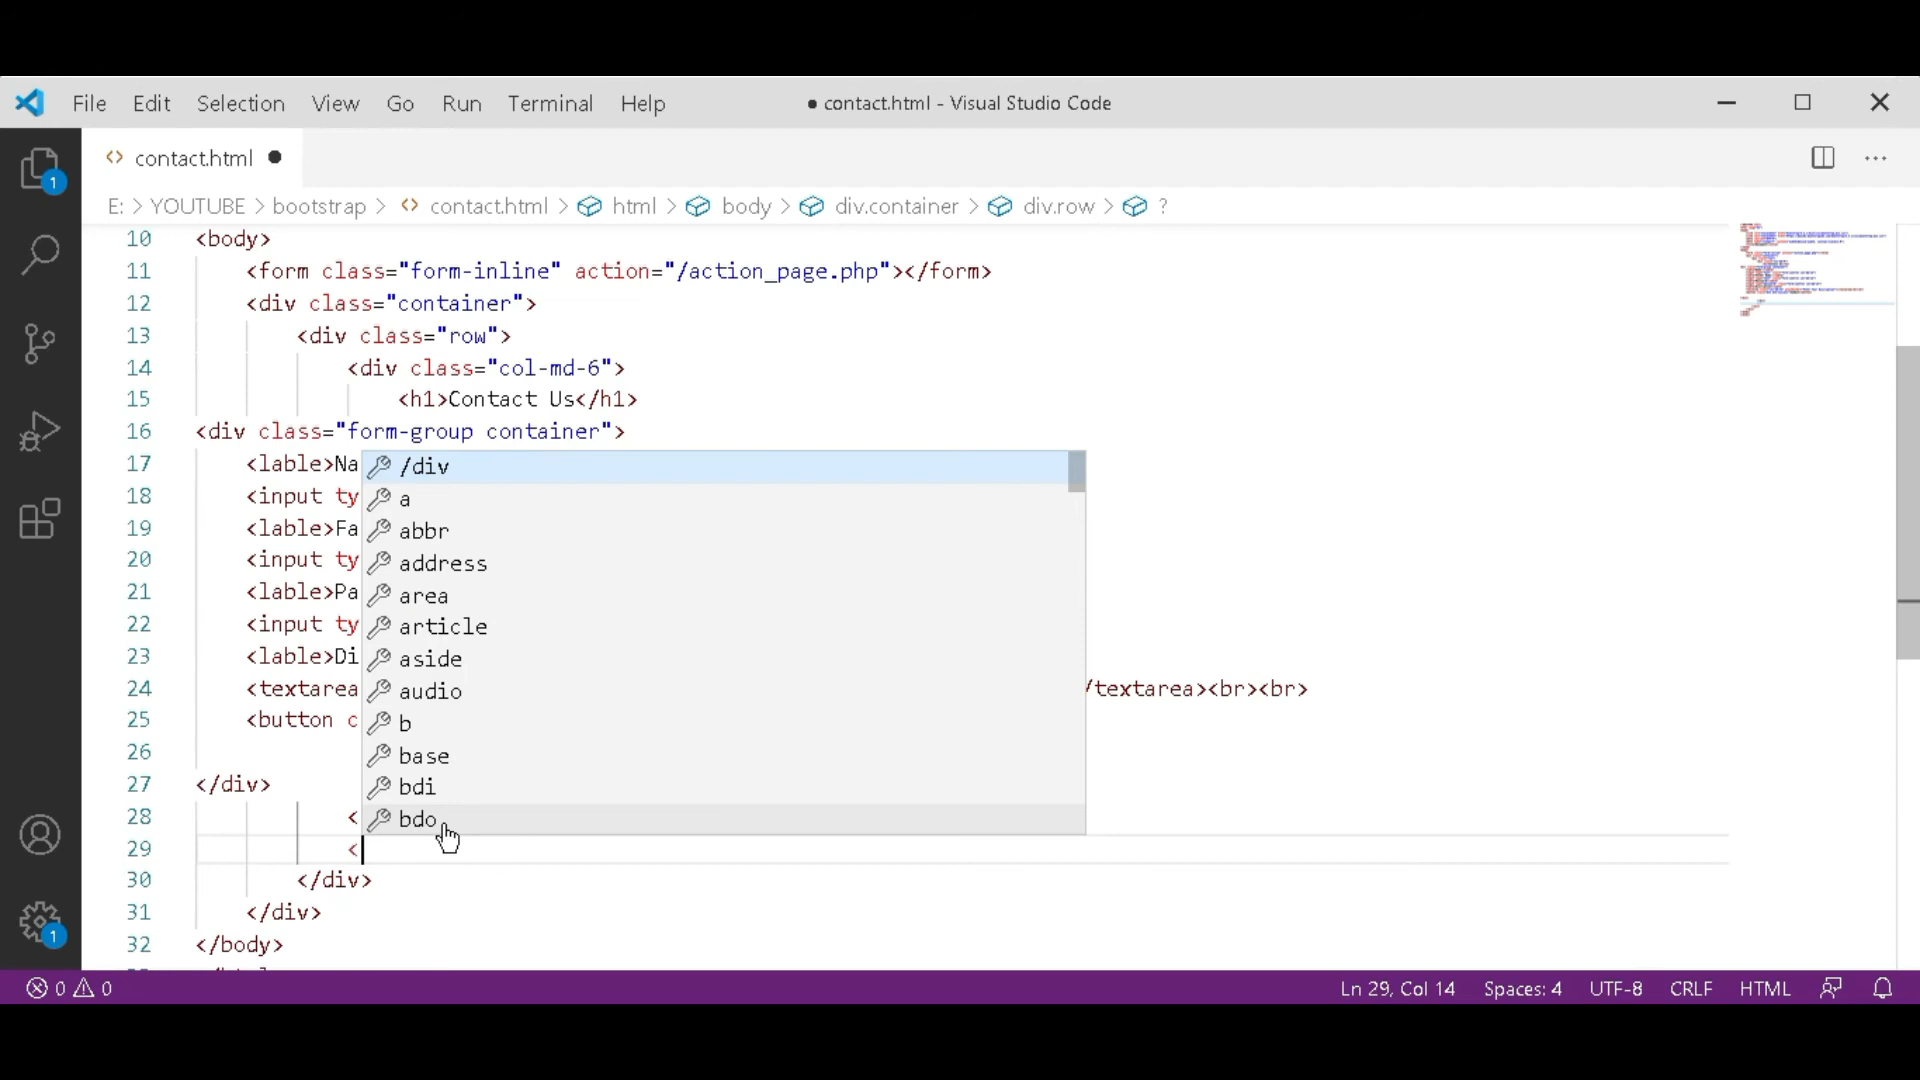 File Edit Selection View Go Run Terminal Help ● contact.html - Visual Studio Code
contact.html
E: > YOUTUBE > bootstrap > contact.html > html > body > div.container > div.row > ?
10 <body>
11 <form class="form-inline" action="/action_page.php"></form>
12 <div class="container">
13 <div class="row">
14 <div class="col-md-6">
15 <h1>Contact Us</h1>
16 <div class="form-group container">
17 <lable>Na
18 <input ty
19 <lable>Fa
20 <input ty
21 <lable>Pa
22 <input ty
23 <lable>Di
24 <textarea /textarea><br><br>
25 <button c
26
27 </div>
28 <
29 <
30 </div>
31 </div>
32 </body>
/div
a
abbr
address
area
article
aside
audio
b
base
bdi
bdo
1
1
0 0 Ln 29, Col 14 Spaces: 4 UTF-8 CRLF HTML